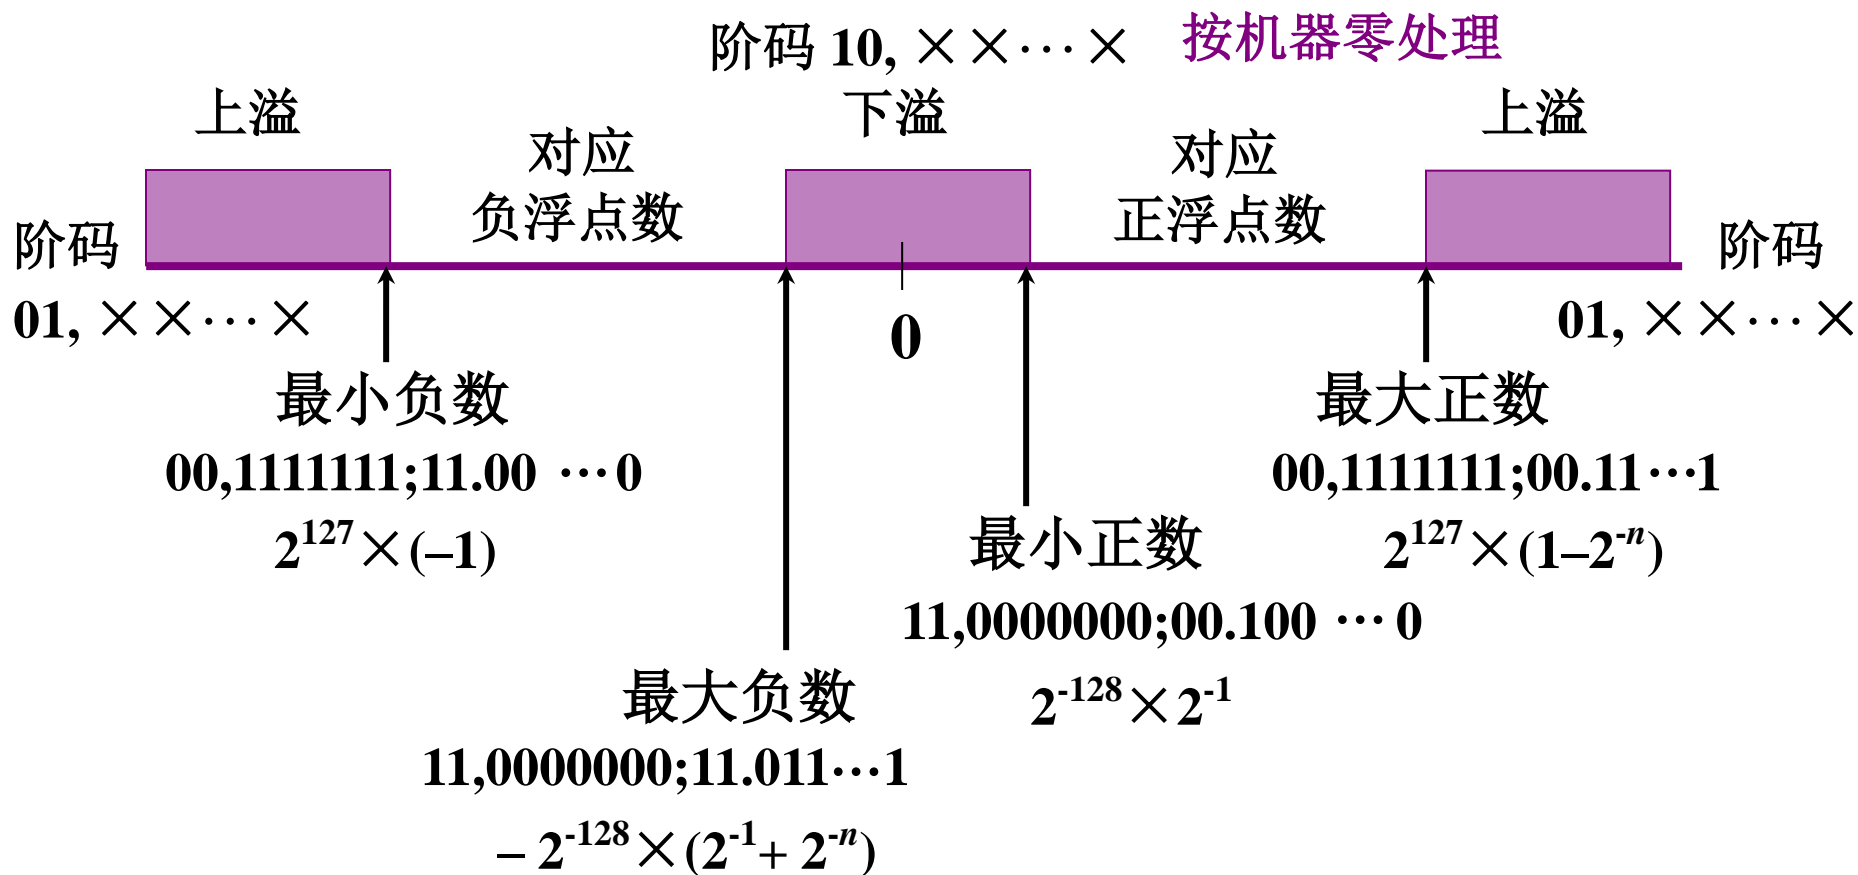 阶码 10, ××⋯× 按机器零处理
上溢
下溢
上溢
对应
负浮点数
对应
正浮点数
阶码
01, ××⋯×
0
阶码
01, ××⋯×
最小负数
00,1111111;11.00 ⋯0
2^127×(–1)
最大正数
00,1111111;00.11⋯1
2^127×(1–2^-n)
最小正数
11,0000000;00.100 ⋯ 0
2^-128×2^-1
最大负数
11,0000000;11.011⋯1
– 2^-128×(2^-1+ 2^-n)